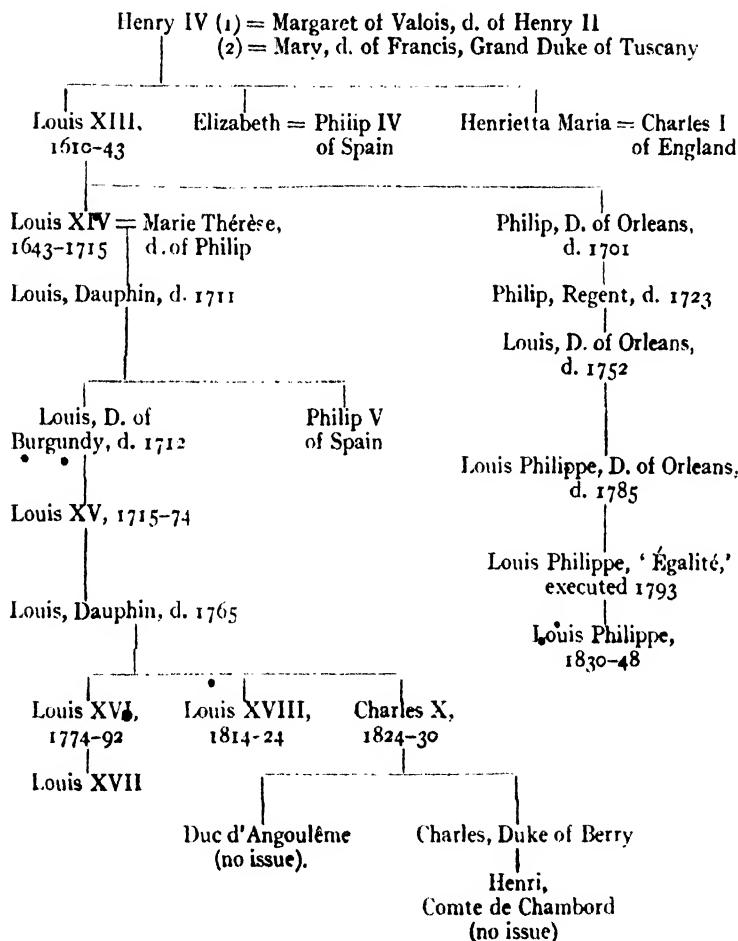 Henry IV (1) = Margaret of Valois, d. of Henry II
(2) = Mary, d. of Francis, Grand Duke of Tuscany
Louis XIII,
1610-43
Elizabeth = Philip IV
of Spain
Henrietta Maria = Charles I
of England
Louis XIV = Marie Thérèse,
1643-1715 d. of Philip
Philip, D. of Orleans,
d. 1701
Louis, Dauphin, d. 1711
Philip, Regent, d. 1723
Louis, D. of Orleans,
d. 1752
Louis, D. of
Burgundy, d. 1712
Philip V
of Spain
Louis Philippe, D. of Orleans,
d. 1785
Louis XV, 1715-74
Louis Philippe, ‘Égalité,’
executed 1793
Louis, Dauphin, d. 1765
Louis Philippe,
1830-48
Louis XVI,
1774-92
Louis XVIII,
1814-24
Charles X,
1824-30
Louis XVII
Duc d'Angoulême
(no issue).
Charles, Duke of Berry
Henri,
Comte de Chambord
(no issue)